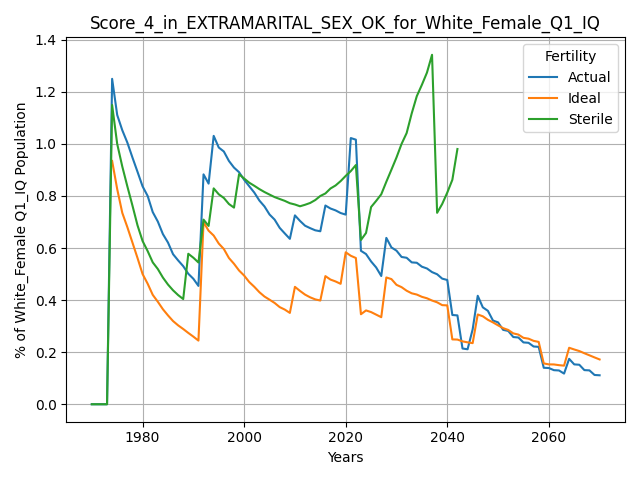 Score_4_in_EXTRAMARITAL_SEX_OK_for_White_Female_Q1_IQ
% of White_Female Q1_IQ Population
1.4
1.2
1.0
0.8
0.6
0.4
0.2
0.0
Fertility
Actual
Ideal
Sterile
1980
2000
2020
2040
2060
Years